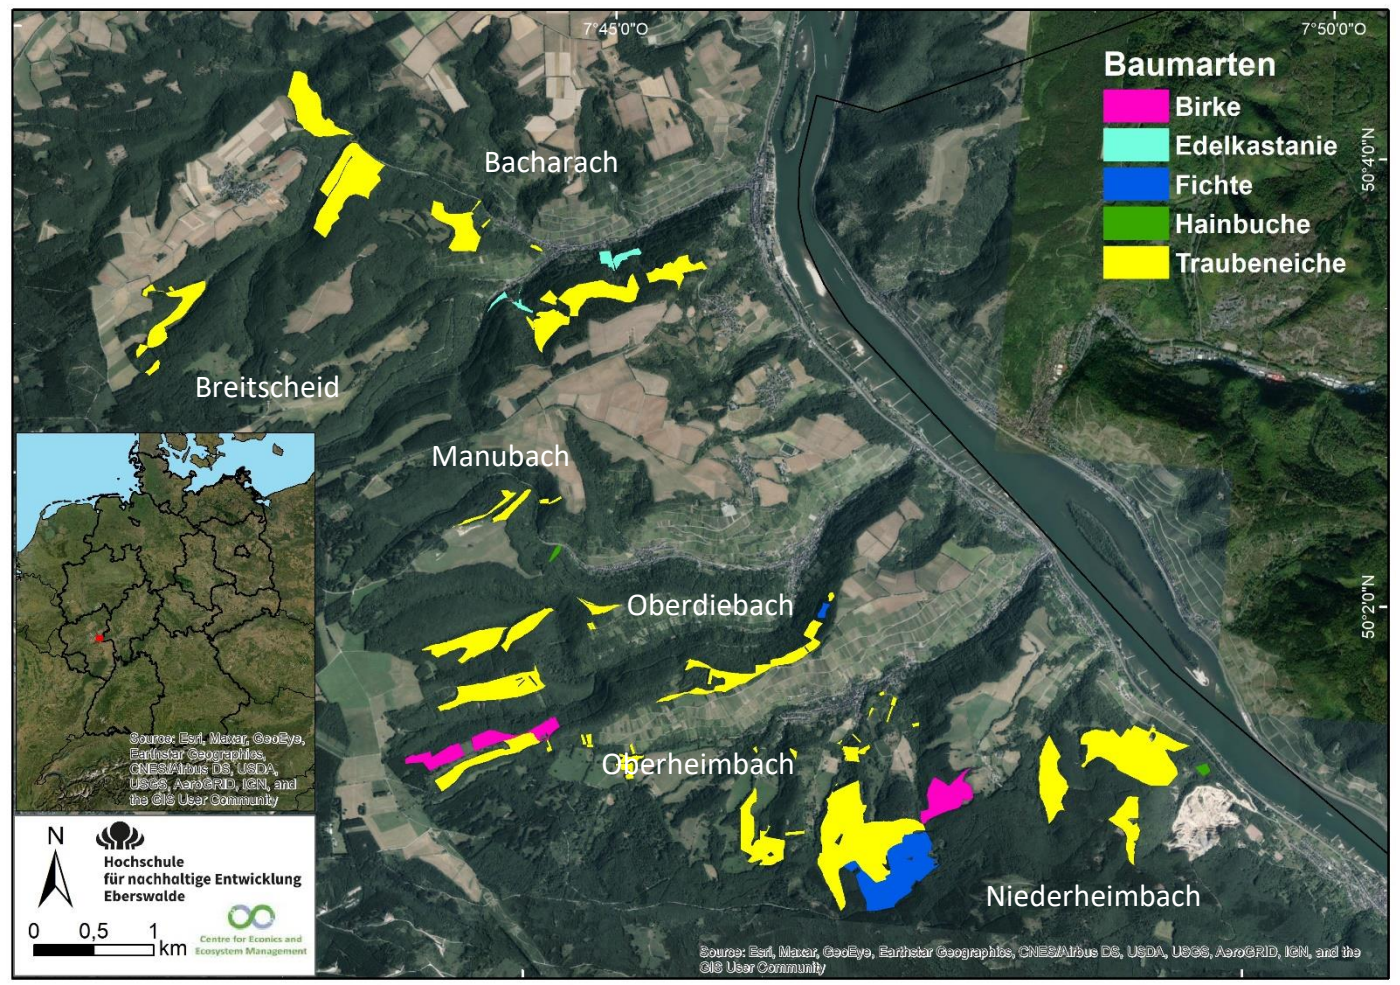 7°45'0"O
7°50'0"O
Baumarten
Birke
Edelkastanie
Fichte
Hainbuche
Traubeneiche
50°4'0"N
Bacharach
Breitscheid
Manubach
Oberdiebach
50°2'0"N
Oberheimbach
Niederheimbach
Source: Esri, Maxar, GeoEye,
Earthstar Geographics,
CNES/Airbus DS, USDA,
USGS, AeroGRID, IGN, and
the GIS User Community
N
Hochschule
für nachhaltige Entwicklung
Eberswalde
0 0,5 1
km
Centre for Econics and
Ecosystem Management
Source: Esri, Maxar, GeoEye, Earthstar Geographics, CNES/Airbus DS, USDA, USGS, AeroGRID, IGN, and the
GIS User Community